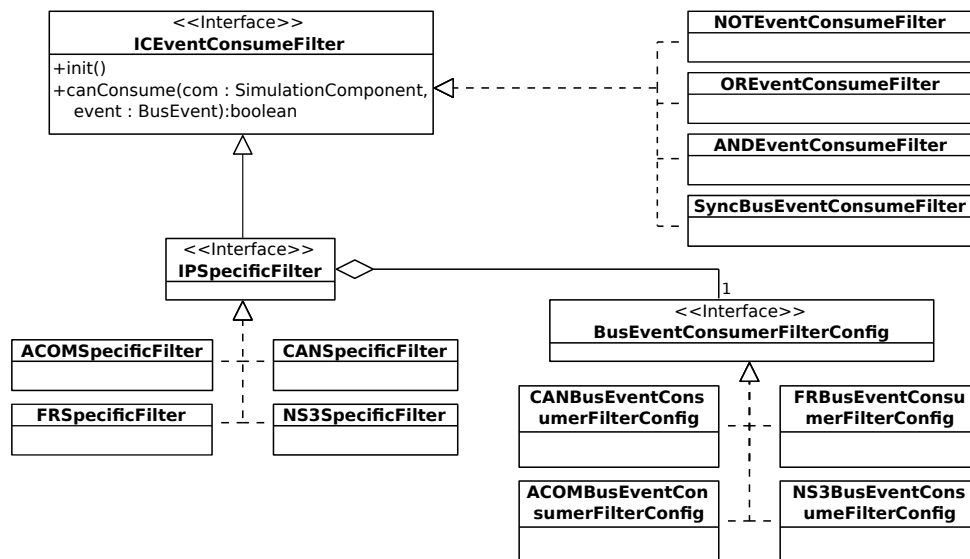 <<Interface>>
ICEventConsumeFilter
+init()
+canConsume(com : SimulationComponent,
event : BusEvent):boolean
NOTEventConsumeFilter
OREventConsumeFilter
ANDEventConsumeFilter
SyncBusEventConsumeFilter
<<Interface>>
IPSpecificFilter
1
<<Interface>>
BusEventConsumerFilterConfig
ACOMSpecificFilter
CANSpecificFilter
FRSpecificFilter
NS3SpecificFilter
CANBusEventCons
umerFilterConfig
FRBusEventConsu
merFilterConfig
ACOMBusEventCon
sumerFilterConfig
NS3BusEventCons
umeFilterConfig